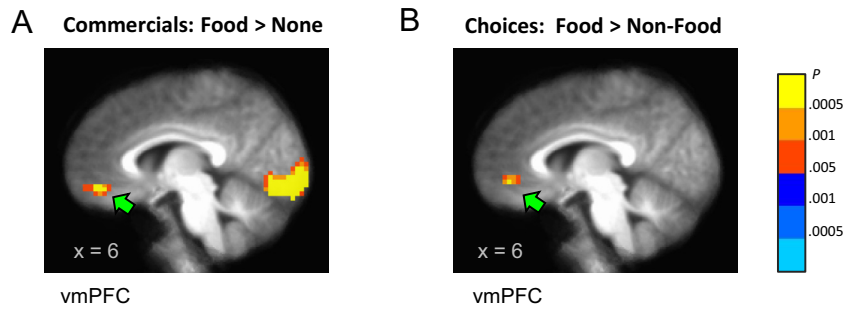 A
Commercials: Food > None
B
Choices: Food > Non-Food
P
.0005
.001
.005
.001
.0005
x = 6
x = 6
vmPFC
vmPFC